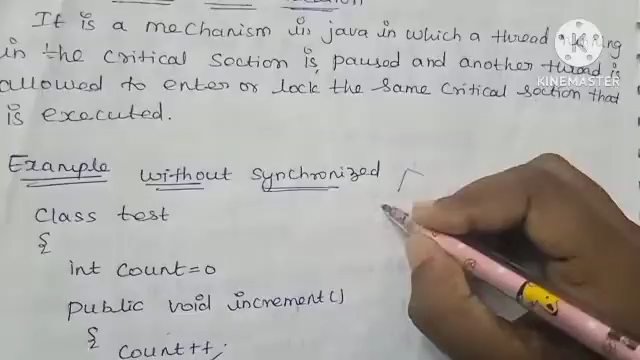 It is a mechanism in java in which a thread
in the critical section is paused and another thread is
allowed to enter or lock the same critical section that
is executed.
Example without synchronized
Class test
{
int count=0
public void increment()
{
count++;
KINEMASTER